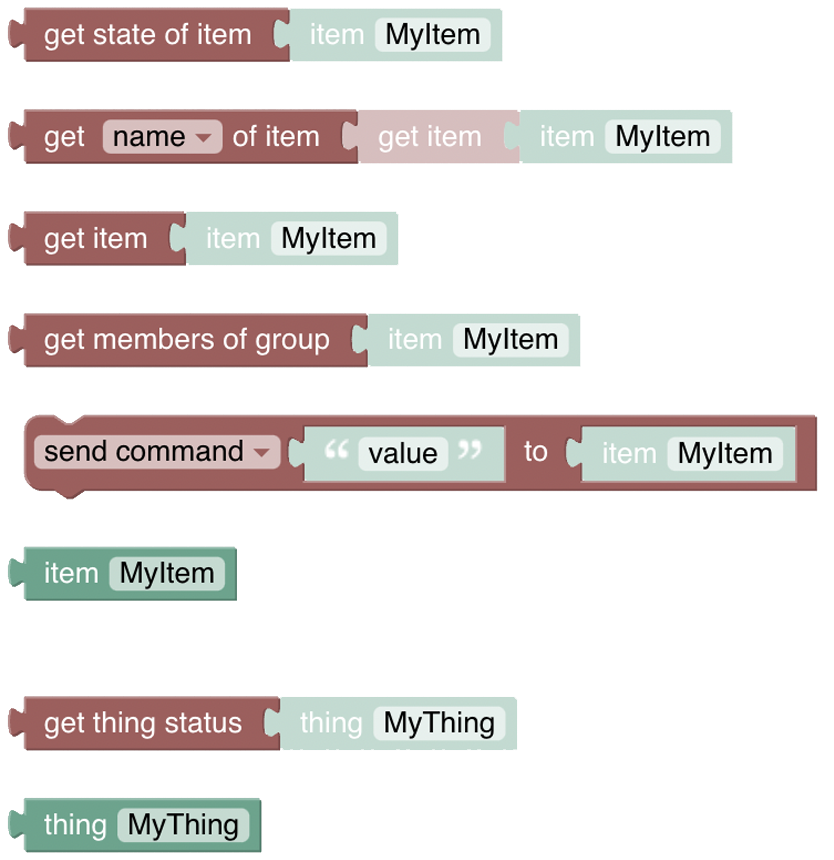 get state of item item MyItem
get name of item get item item MyItem
get item item MyItem
get members of group item MyItem
send command “ value ” to item MyItem
item MyItem
get thing status thing MyThing
thing MyThing